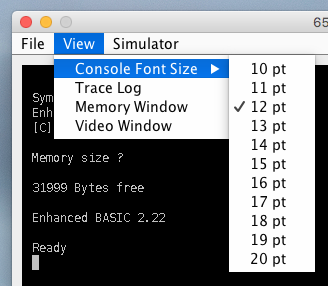 65
File View Simulator
Console Font Size
Trace Log
Memory Window
Video Window
10 pt
11 pt
12 pt
13 pt
14 pt
15 pt
16 pt
17 pt
18 pt
19 pt
20 pt
Sym
Enh
[C]
Memory size ?
31999 Bytes free
Enhanced BASIC 2.22
Ready